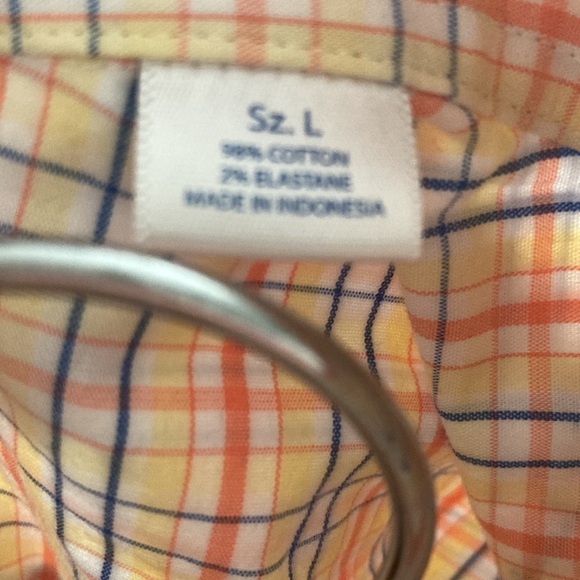 Sz. L
98% COTTON
2% ELASTANE
MADE IN INDONESIA